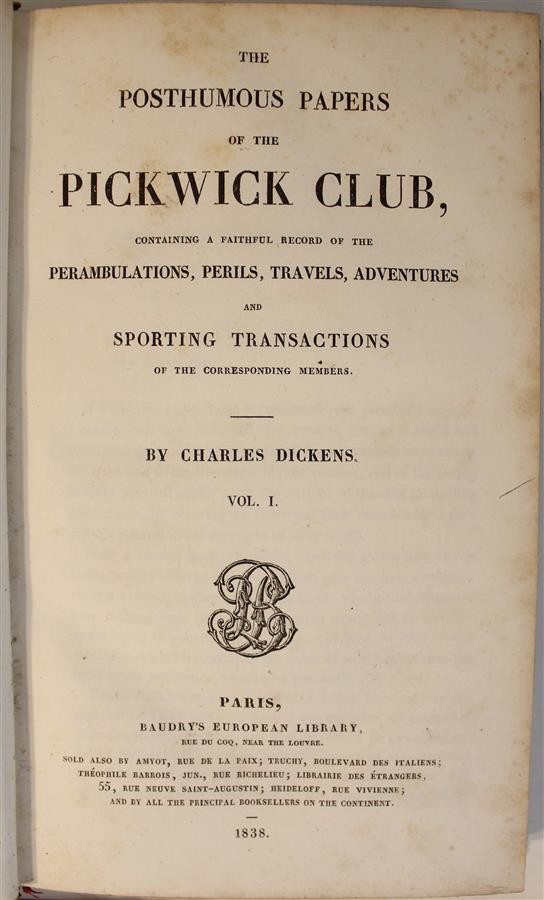 THE
POSTHUMOUS PAPERS
OF THE
PICKWICK CLUB,
CONTAINING A FAITHFUL RECORD OF THE
PERAMBULATIONS, PERILS, TRAVELS, ADVENTURES
AND
SPORTING TRANSACTIONS
OF THE CORRESPONDING MEMBERS.
BY CHARLES DICKENS.
VOL. I.
PARIS,
BAUDRY'S EUROPEAN LIBRARY,
RUE DU COQ, NEAR THE LOUVRE.
SOLD ALSO BY AMYOT, RUE DE LA PAIX; TRUCHY, BOULEVARD DES ITALIENS;
THÉOPHILE BARROIS, JUN., RUE RICHELIEU; LIBRAIRIE DES ÉTRANGERS,
55, RUE NEUVE SAINT-AUGUSTIN; HEIDELOFF, RUE VIVIENNE;
AND BY ALL THE PRINCIPAL BOOKSELLERS ON THE CONTINENT.
1838.